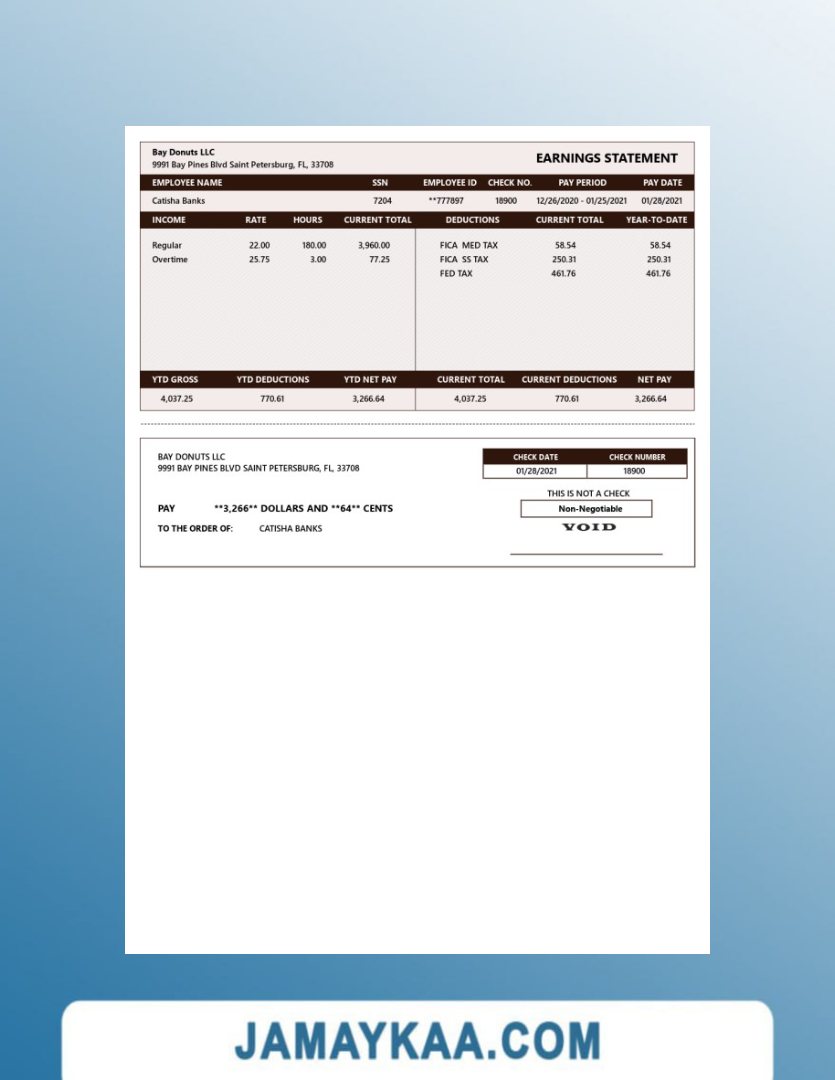 Bay Donuts LLC
9991 Bay Pines Blvd Saint Petersburg, FL, 33708
EARNINGS STATEMENT
EMPLOYEE NAME SSN EMPLOYEE ID CHECK NO. PAY PERIOD PAY DATE
Catisha Banks 7204 **777897 18900 12/26/2020 - 01/25/2021 01/28/2021
INCOME RATE HOURS CURRENT TOTAL DEDUCTIONS CURRENT TOTAL YEAR-TO-DATE
Regular 22.00 180.00 3,960.00 FICA MED TAX 58.54 58.54
Overtime 25.75 3.00 77.25 FICA SS TAX 250.31 250.31
FED TAX 461.76 461.76
YTD GROSS YTD DEDUCTIONS YTD NET PAY CURRENT TOTAL CURRENT DEDUCTIONS NET PAY
4,037.25 770.61 3,266.64 4,037.25 770.61 3,266.64
BAY DONUTS LLC
9991 BAY PINES BLVD SAINT PETERSBURG, FL, 33708
CHECK DATE CHECK NUMBER
01/28/2021 18900
THIS IS NOT A CHECK
PAY **3,266** DOLLARS AND **64** CENTS
Non-Negotiable
TO THE ORDER OF: CATISHA BANKS
VOID
JAMAYKAA.COM